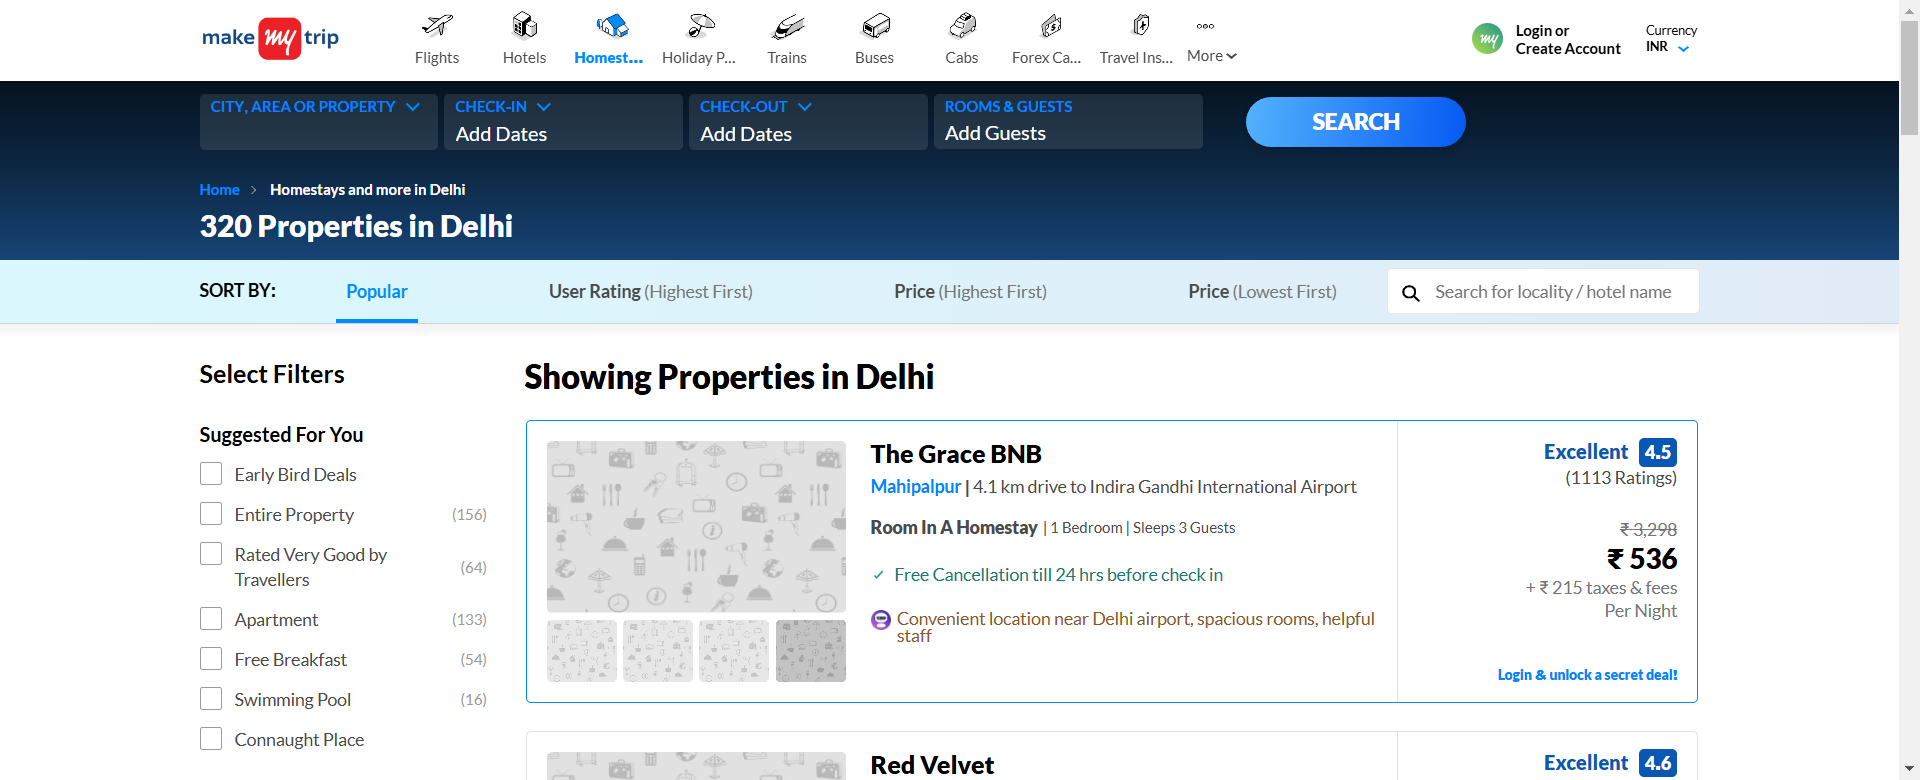 make my trip
Flights
Hotels
Homest...
Holiday P...
Trains
Buses
Cabs
Forex Ca...
Travel Ins...
More
my
Login or
Create Account
Currency
INR
CITY, AREA OR PROPERTY
CHECK-IN
Add Dates
CHECK-OUT
Add Dates
ROOMS & GUESTS
Add Guests
SEARCH
Home > Homestays and more in Delhi
320 Properties in Delhi
SORT BY:
Popular
User Rating (Highest First)
Price (Highest First)
Price (Lowest First)
Search for locality / hotel name
Select Filters
Suggested For You
Early Bird Deals
Entire Property (156)
Rated Very Good by
Travellers (64)
Apartment (133)
Free Breakfast (54)
Swimming Pool (16)
Connaught Place
Showing Properties in Delhi
The Grace BNB
Mahipalpur | 4.1 km drive to Indira Gandhi International Airport
Room In A Homestay | 1 Bedroom | Sleeps 3 Guests
Free Cancellation till 24 hrs before check in
Convenient location near Delhi airport, spacious rooms, helpful
staff
Excellent 4.5
(1113 Ratings)
₹ 3,298
₹ 536
+ ₹ 215 taxes & fees
Per Night
Login & unlock a secret deal!
Red Velvet
Excellent 4.6